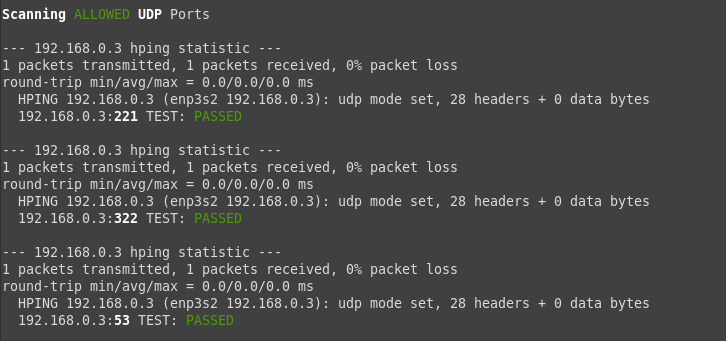 Scanning ALLOWED UDP Ports
--- 192.168.0.3 hping statistic ---
1 packets transmitted, 1 packets received, 0% packet loss
round-trip min/avg/max = 0.0/0.0/0.0 ms
HPING 192.168.0.3 (enp3s2 192.168.0.3): udp mode set, 28 headers + 0 data bytes
192.168.0.3:221 TEST: PASSED
--- 192.168.0.3 hping statistic ---
1 packets transmitted, 1 packets received, 0% packet loss
round-trip min/avg/max = 0.0/0.0/0.0 ms
HPING 192.168.0.3 (enp3s2 192.168.0.3): udp mode set, 28 headers + 0 data bytes
192.168.0.3:322 TEST: PASSED
--- 192.168.0.3 hping statistic ---
1 packets transmitted, 1 packets received, 0% packet loss
round-trip min/avg/max = 0.0/0.0/0.0 ms
HPING 192.168.0.3 (enp3s2 192.168.0.3): udp mode set, 28 headers + 0 data bytes
192.168.0.3:53 TEST: PASSED